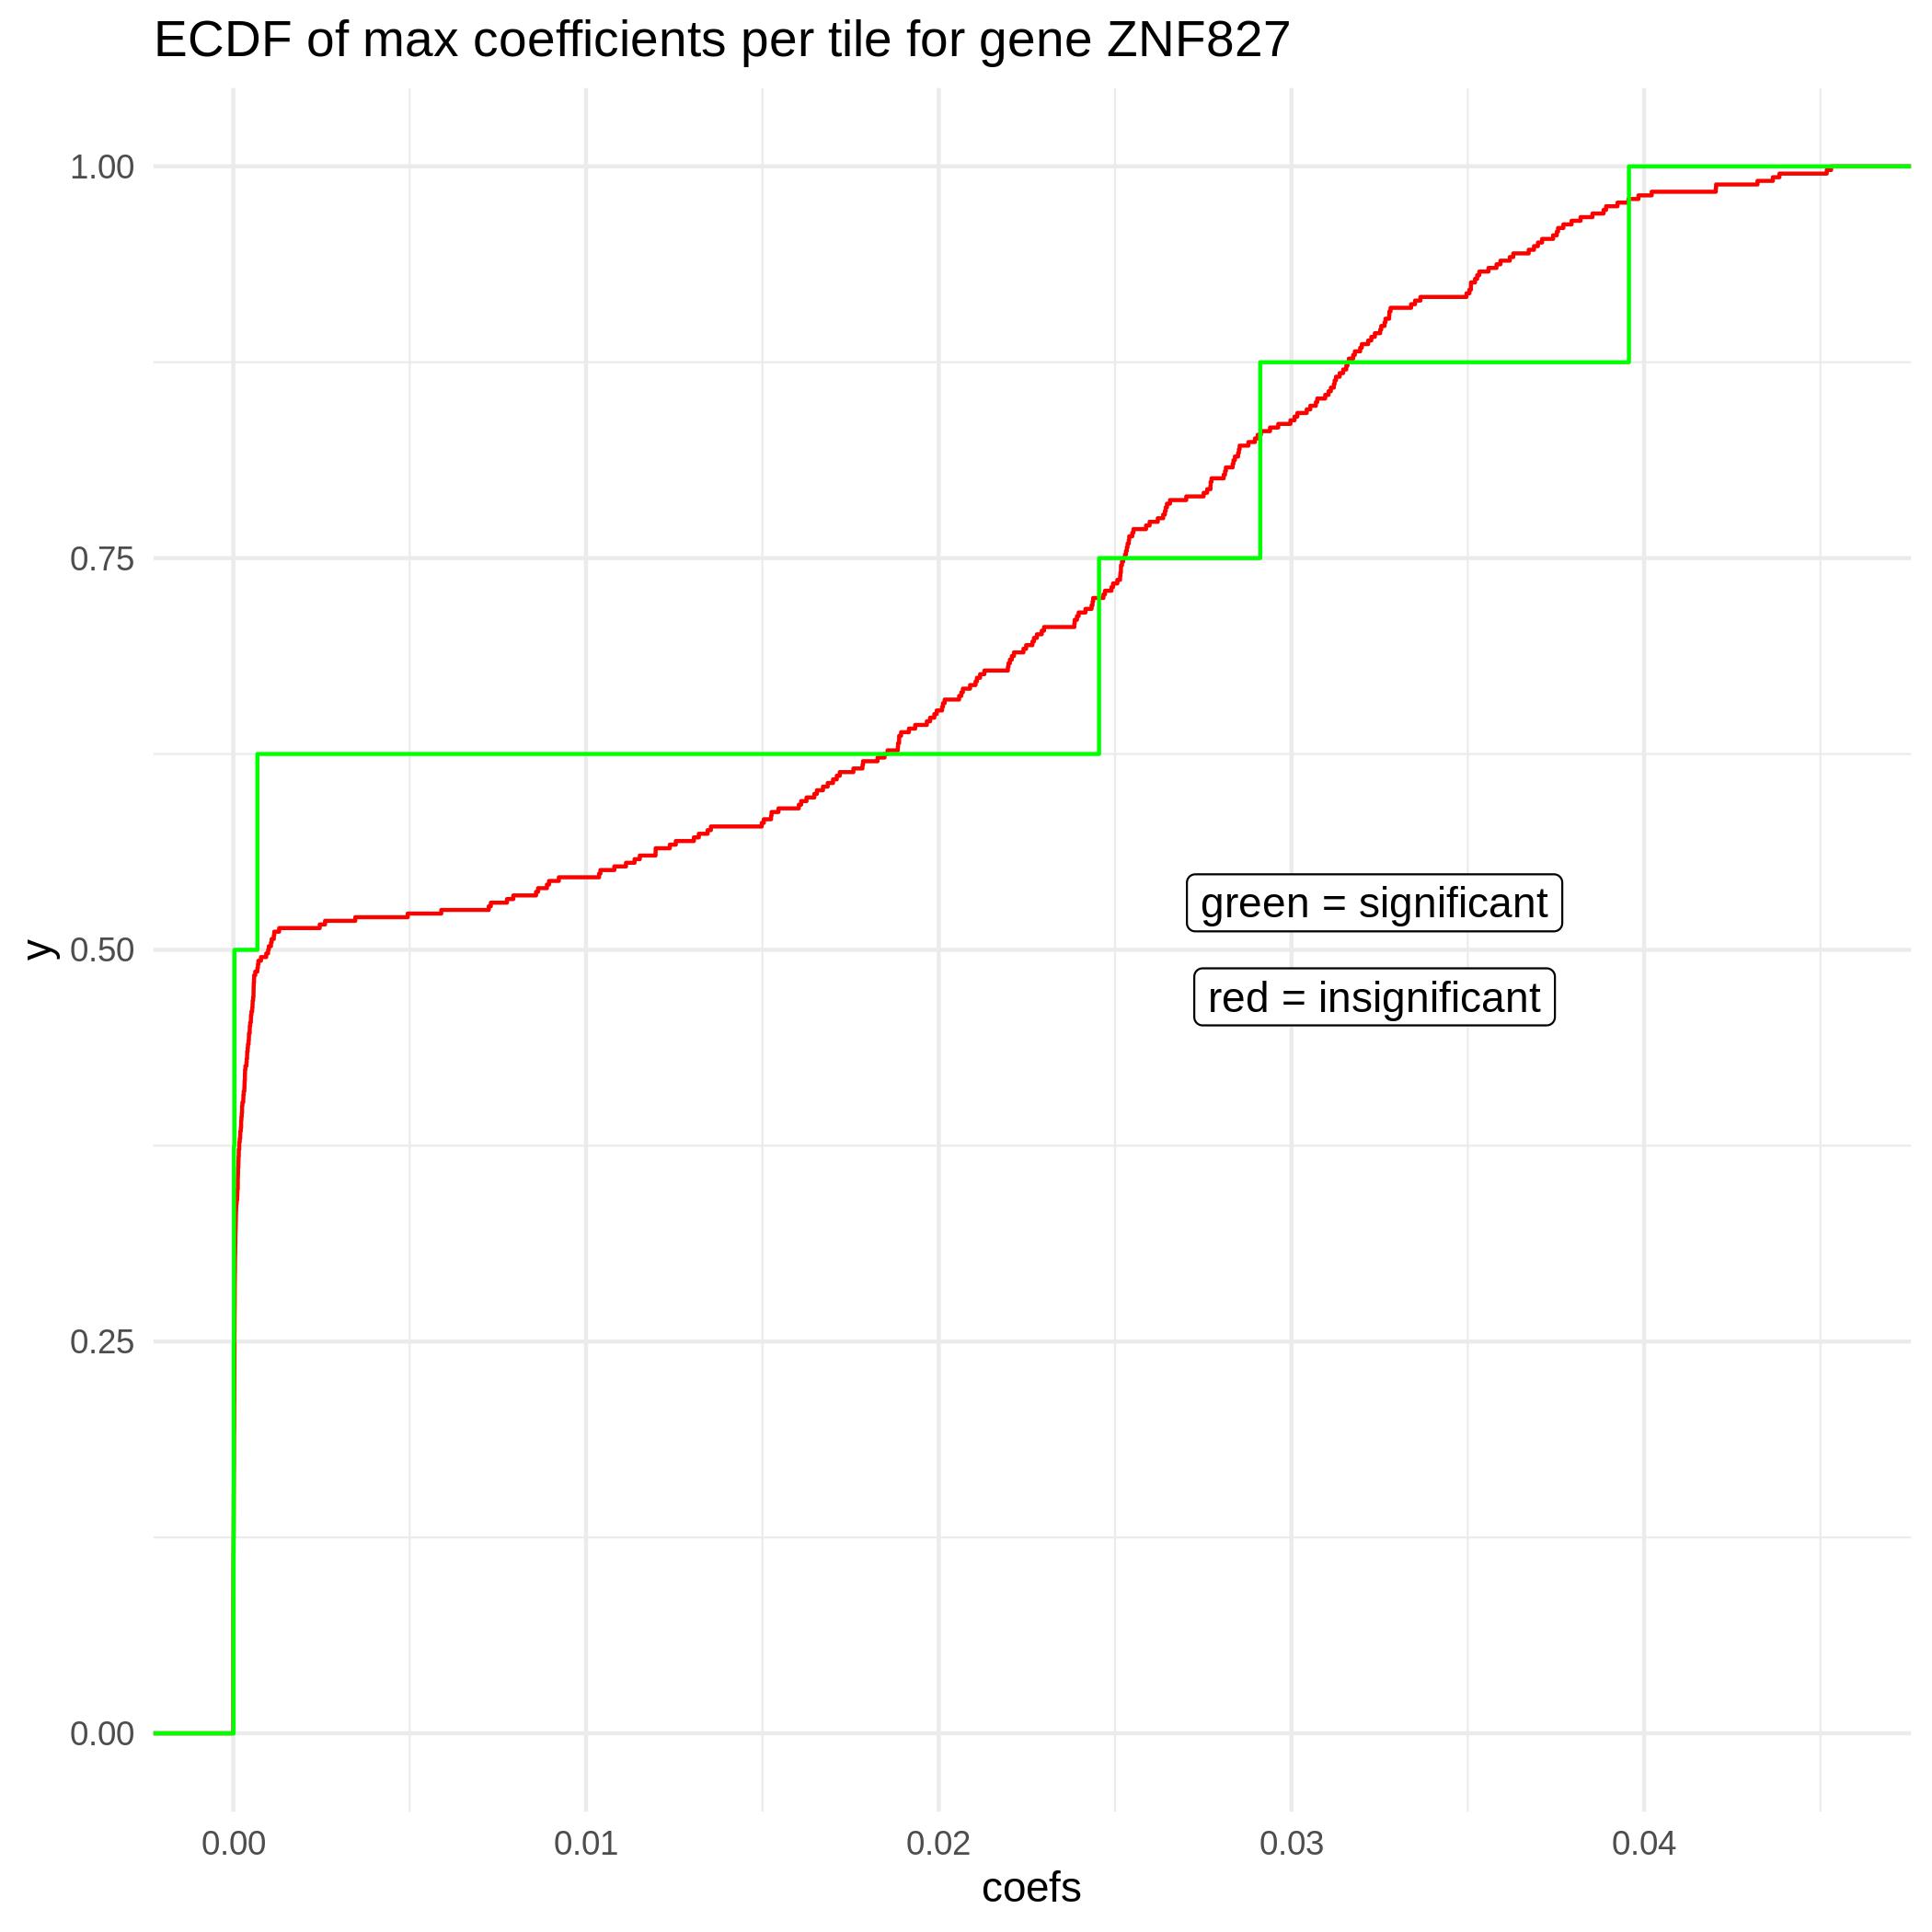 ECDF of max coefficients per tile for gene ZNF827
1.00
0.75
0.50
0.25
0.00
y
green = significant
red = insignificant
0.00 0.01 0.02 0.03 0.04
coefs